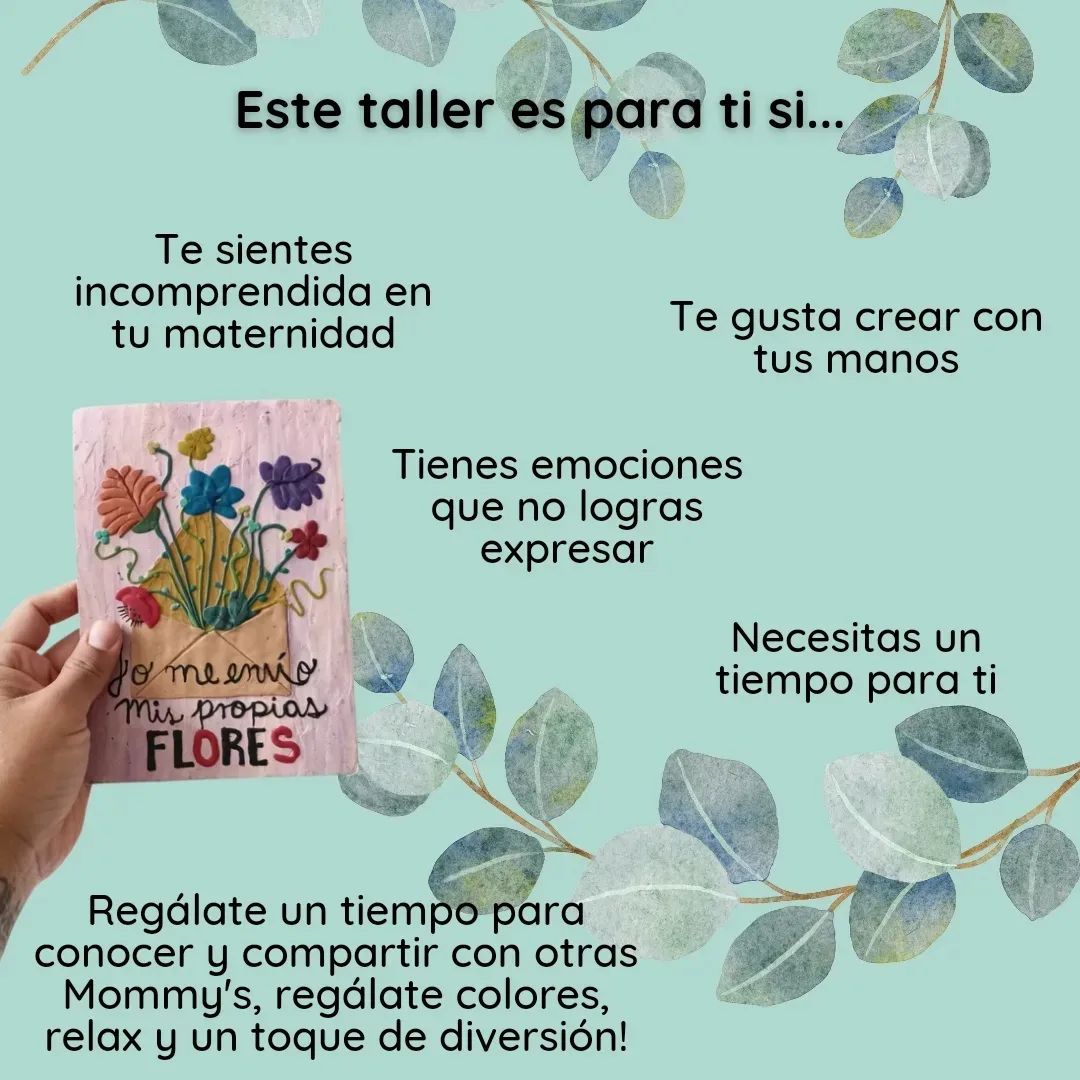 Este taller es para ti si...
Te sientes
incomprendida en
tu maternidad
Te gusta crear con
tus manos
Tienes emociones
que no logras
expresar
Necesitas un
tiempo para ti
Yo me envío
mis propias
FLORES
Regálate un tiempo para
conocer y compartir con otras
Mommy's, regálate colores,
relax y un toque de diversión!